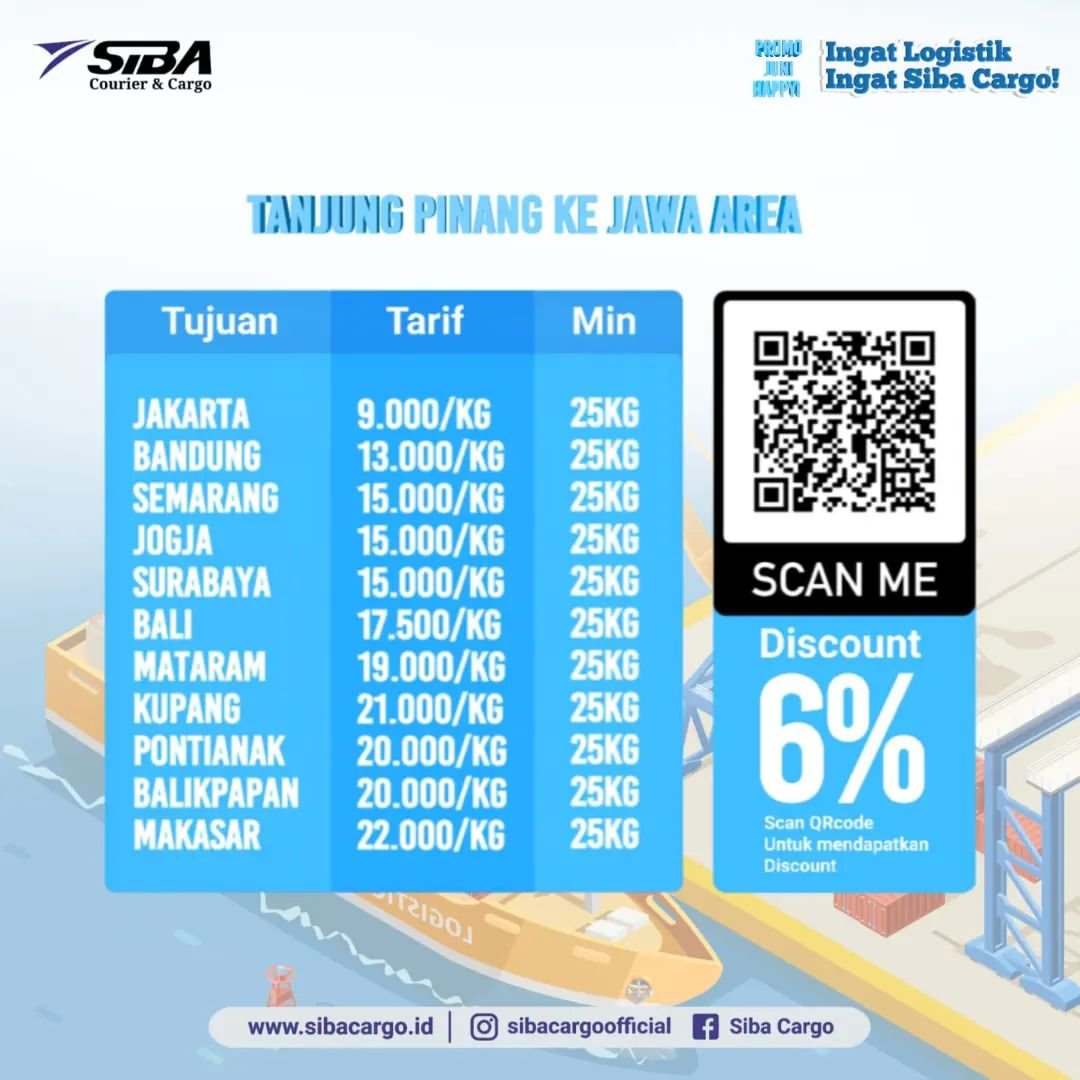 SIBA
Courier & Cargo
PROMO
JUNI
HAPPY!
Ingat Logistik
Ingat Siba Cargo!
TANJUNG PINANG KE JAWA AREA
Tujuan Tarif Min
JAKARTA 9.000/KG 25KG
BANDUNG 13.000/KG 25KG
SEMARANG 15.000/KG 25KG
JOGJA 15.000/KG 25KG
SURABAYA 15.000/KG 25KG
BALI 17.500/KG 25KG
MATARAM 19.000/KG 25KG
KUPANG 21.000/KG 25KG
PONTIANAK 20.000/KG 25KG
BALIKPAPAN 20.000/KG 25KG
MAKASAR 22.000/KG 25KG
SCAN ME
Discount
6%
Scan QRcode
Untuk mendapatkan
Discount
LOGISTIC
www.sibacargo.id | sibacargoofficial Siba Cargo